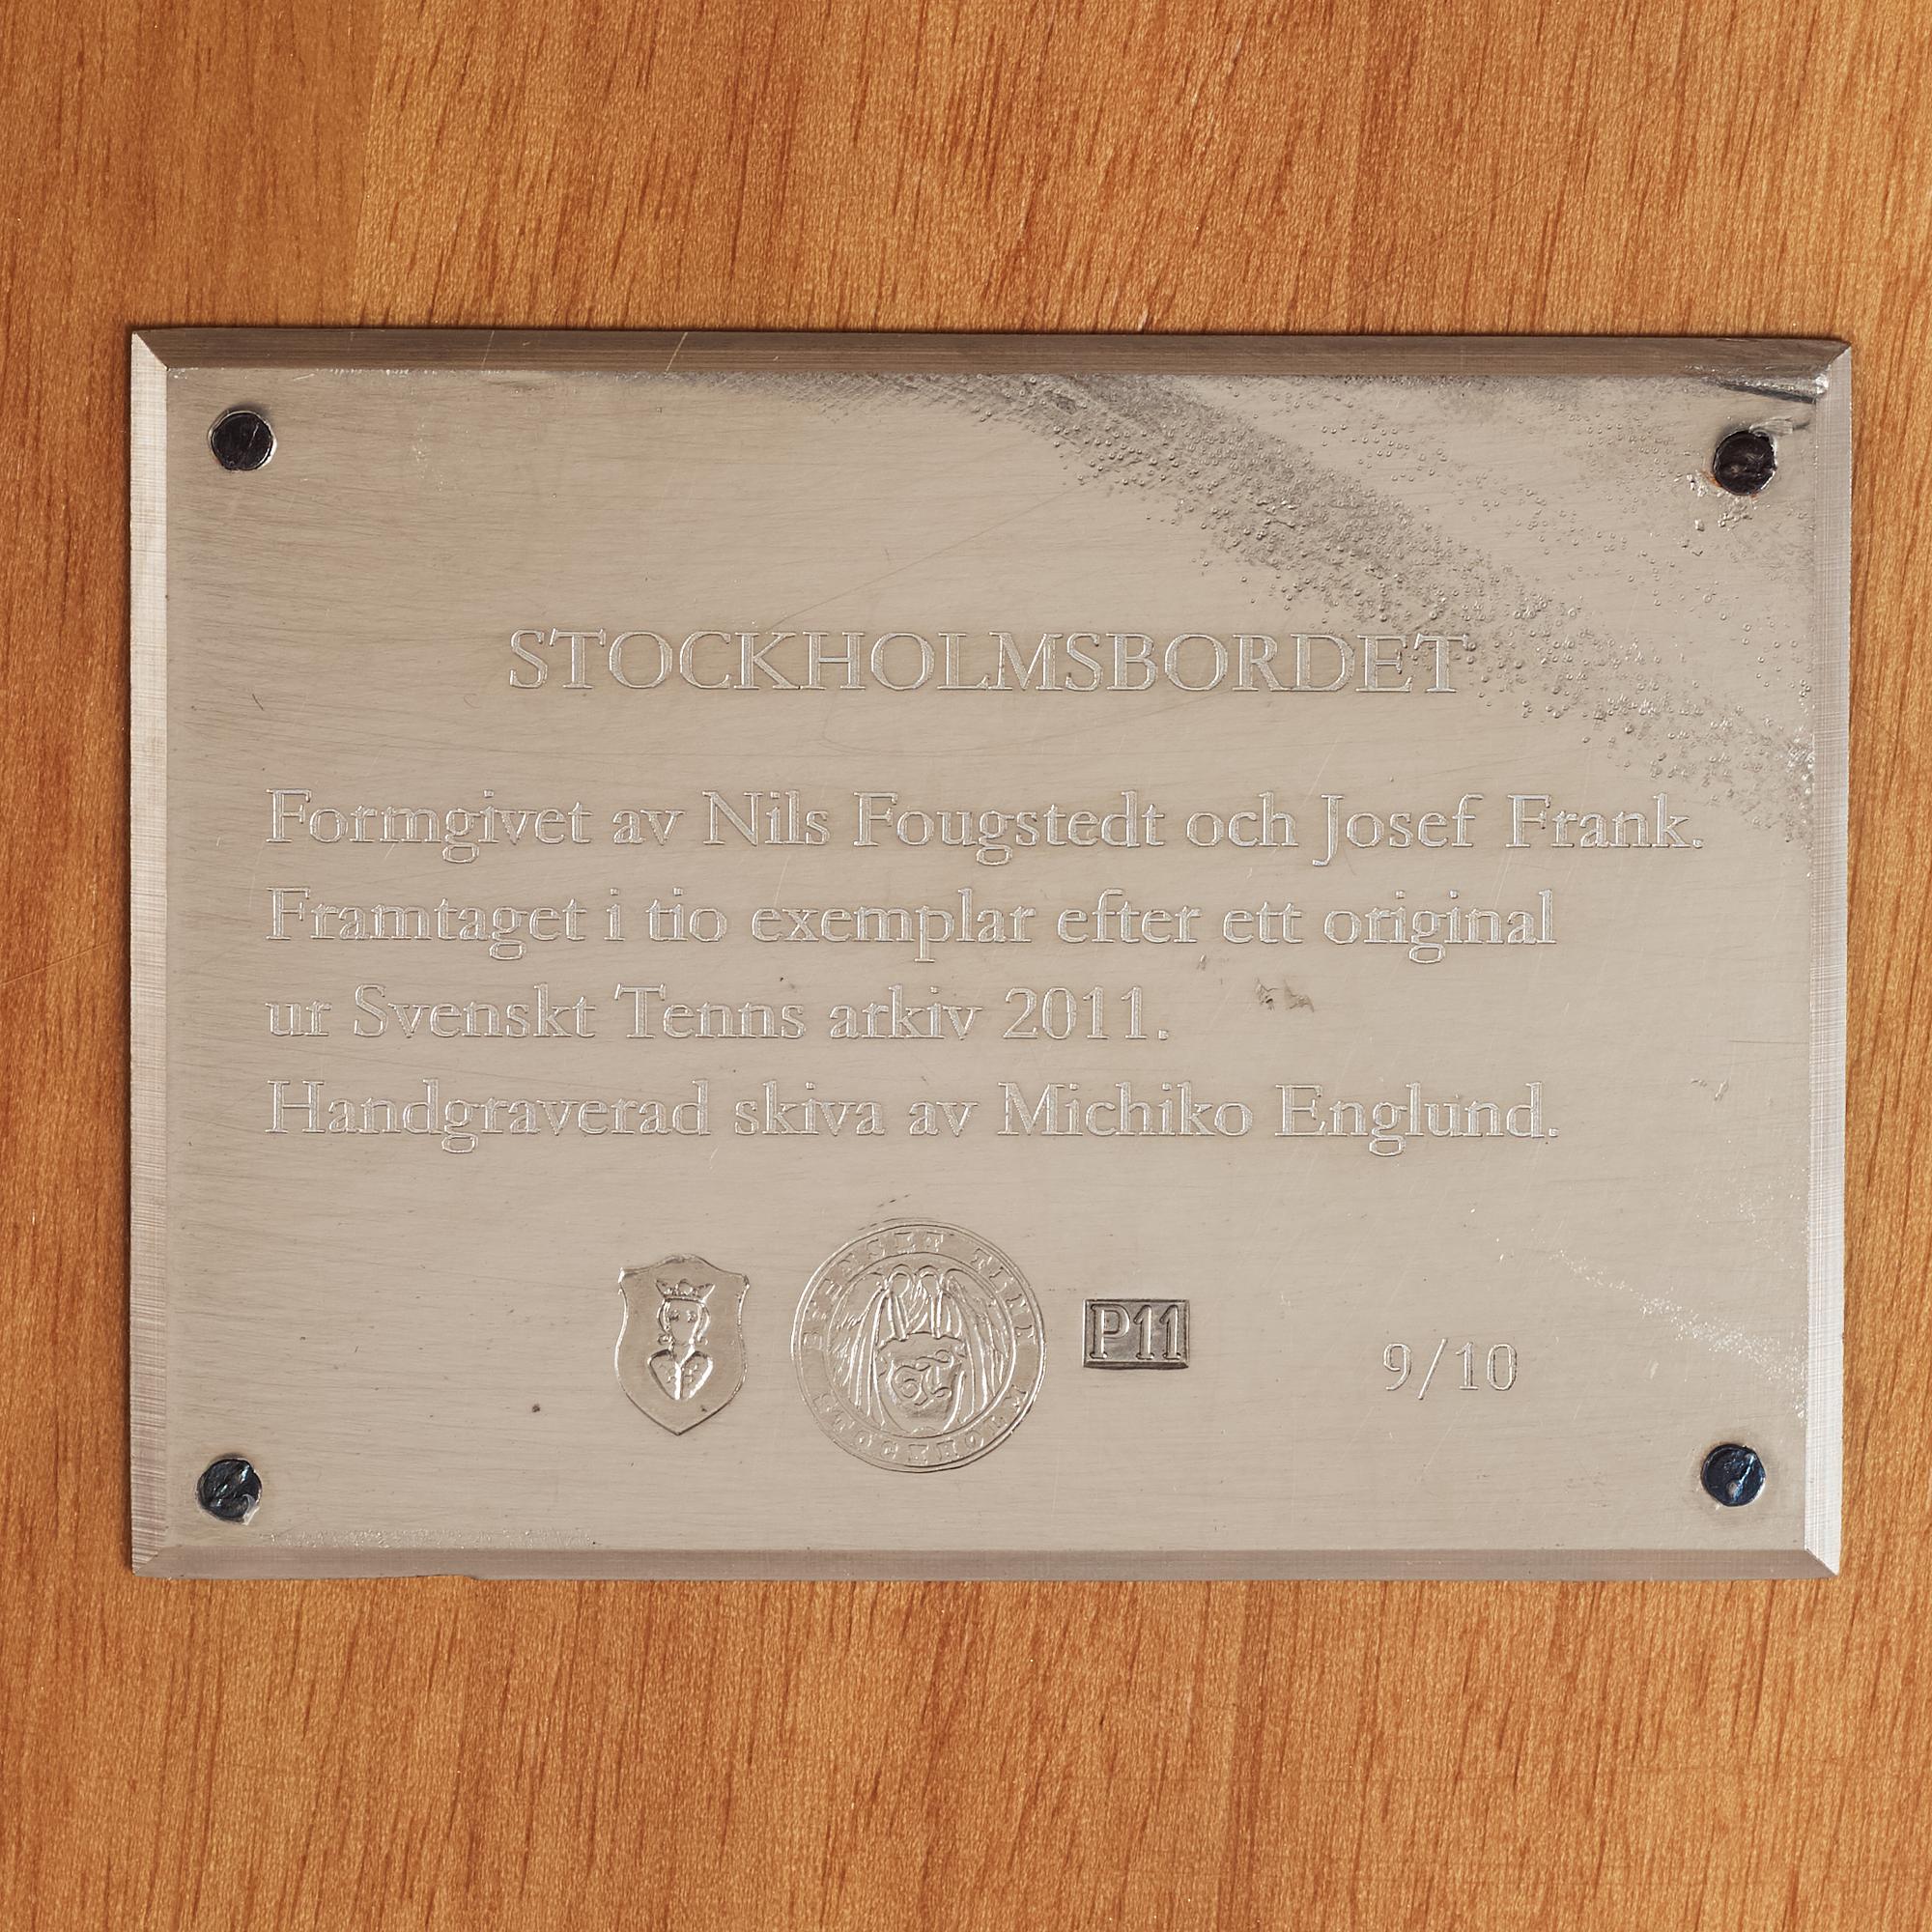 STOCKHOLMSBORDET
Formgivet av Nils Fougstedt och Josef Frank.
Framtaget i tio exemplar efter ett original
ur Svenskt Tenns arkiv 2011.
Handgraverad skiva av Michiko Englund.
STOCKHOLM
P11
9/10